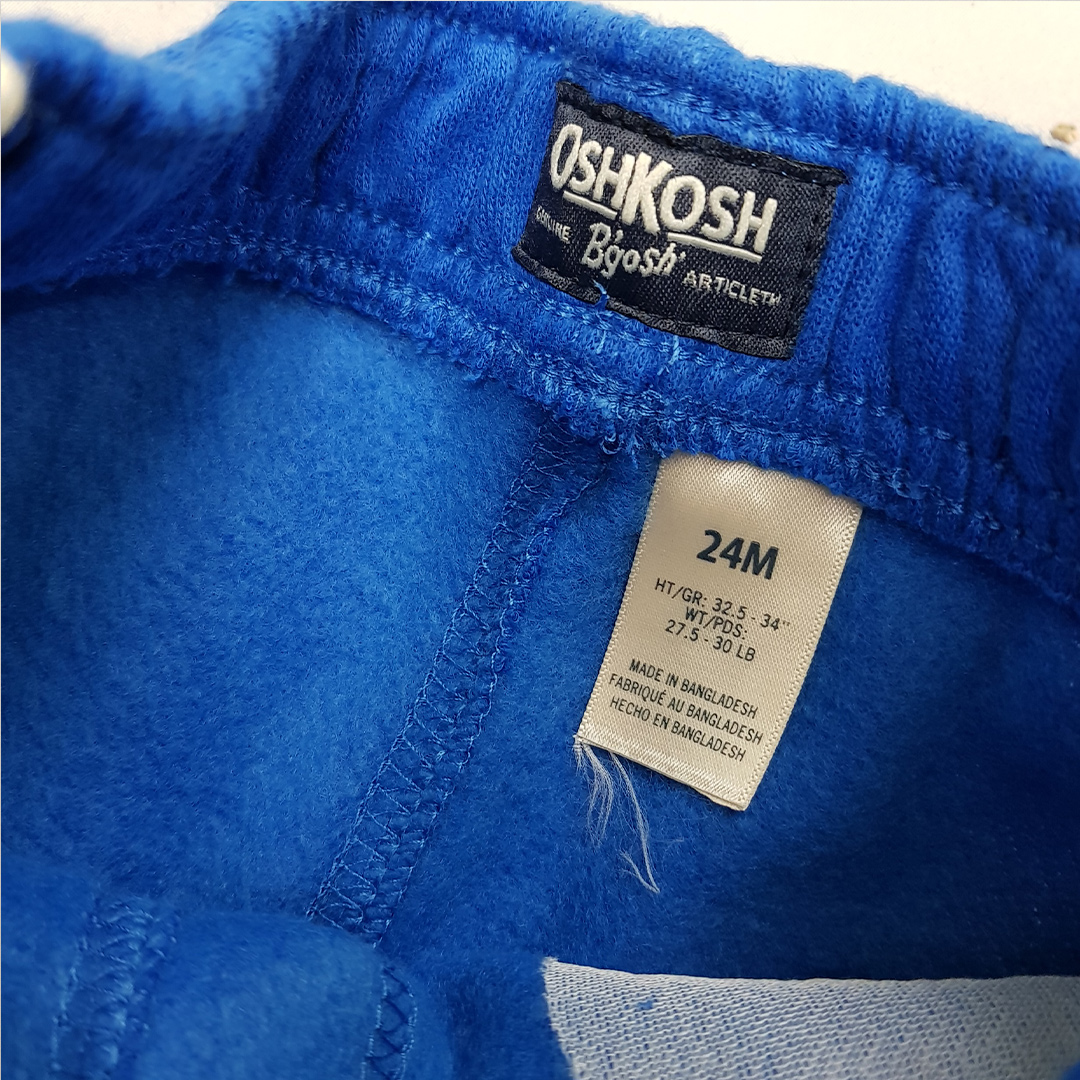 OSHKOSH
GENUINE B'gosh ARTICLETM
24M
HT/GR: 32.5 - 34"
WT/PDS:
27.5 - 30 LB
MADE IN BANGLADESH
FABRIQUÉ AU BANGLADESH
HECHO EN BANGLADESH